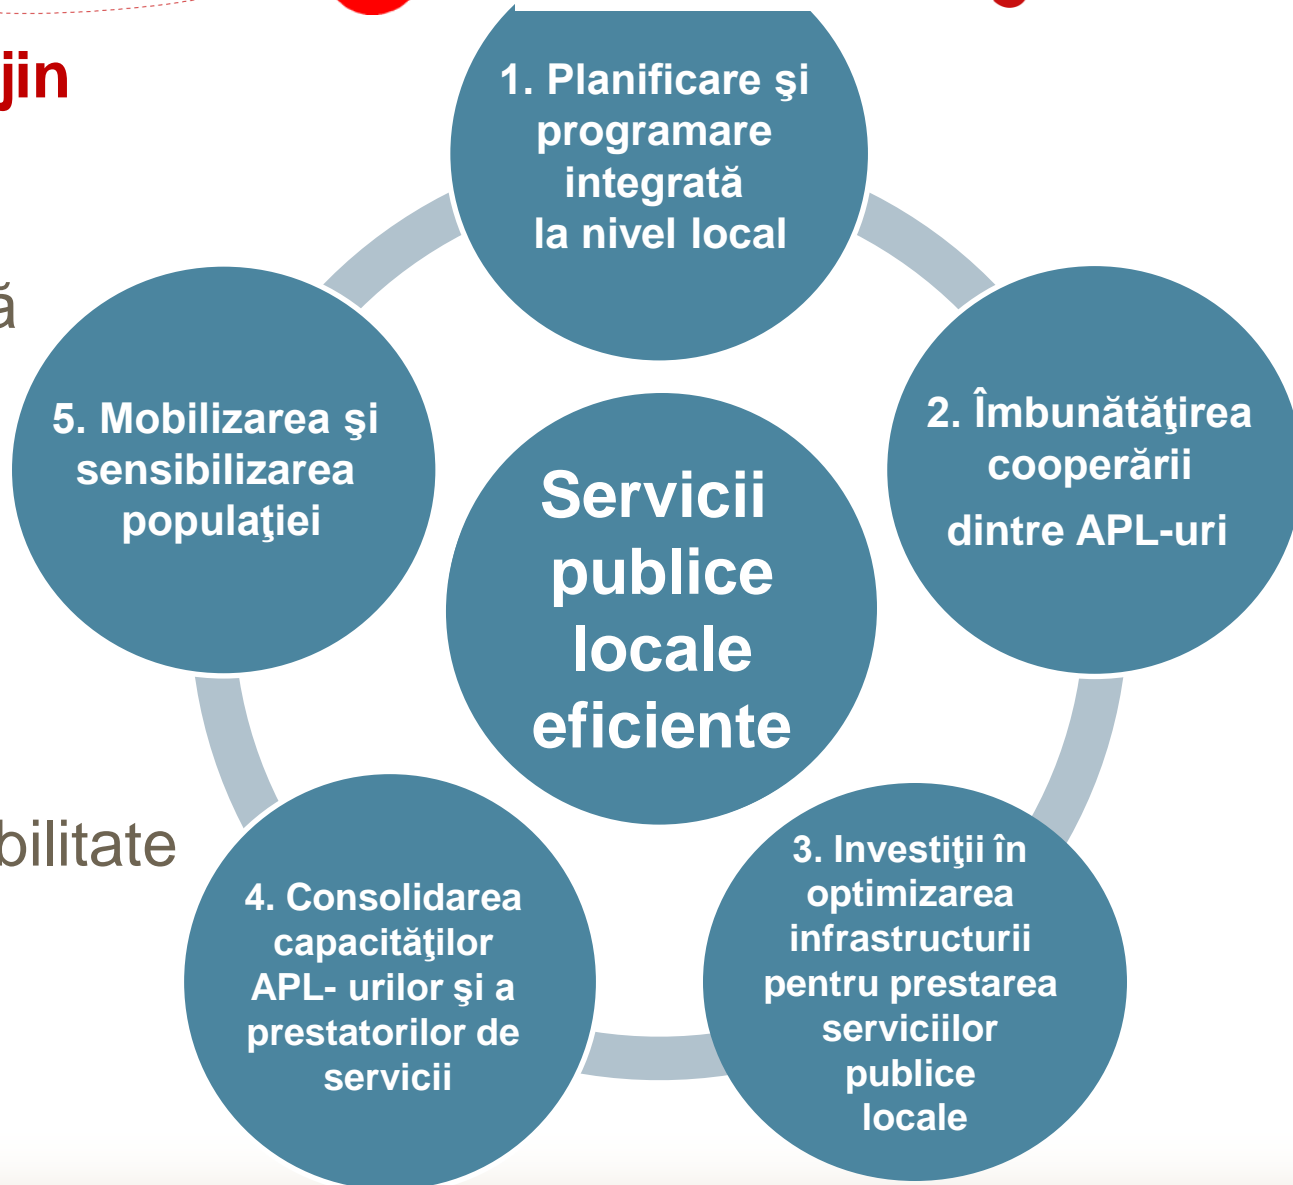 jin
ă
bilitate
1. Planificare şi
programare
integrată
la nivel local
2. Îmbunătăţirea
cooperării
dintre APL-uri
3. Investiţii în
optimizarea
infrastructurii
pentru prestarea
serviciilor
publice
locale
4. Consolidarea
capacităţilor
APL- urilor şi a
prestatorilor de
servicii
5. Mobilizarea şi
sensibilizarea
populaţiei
Servicii
publice
locale
eficiente